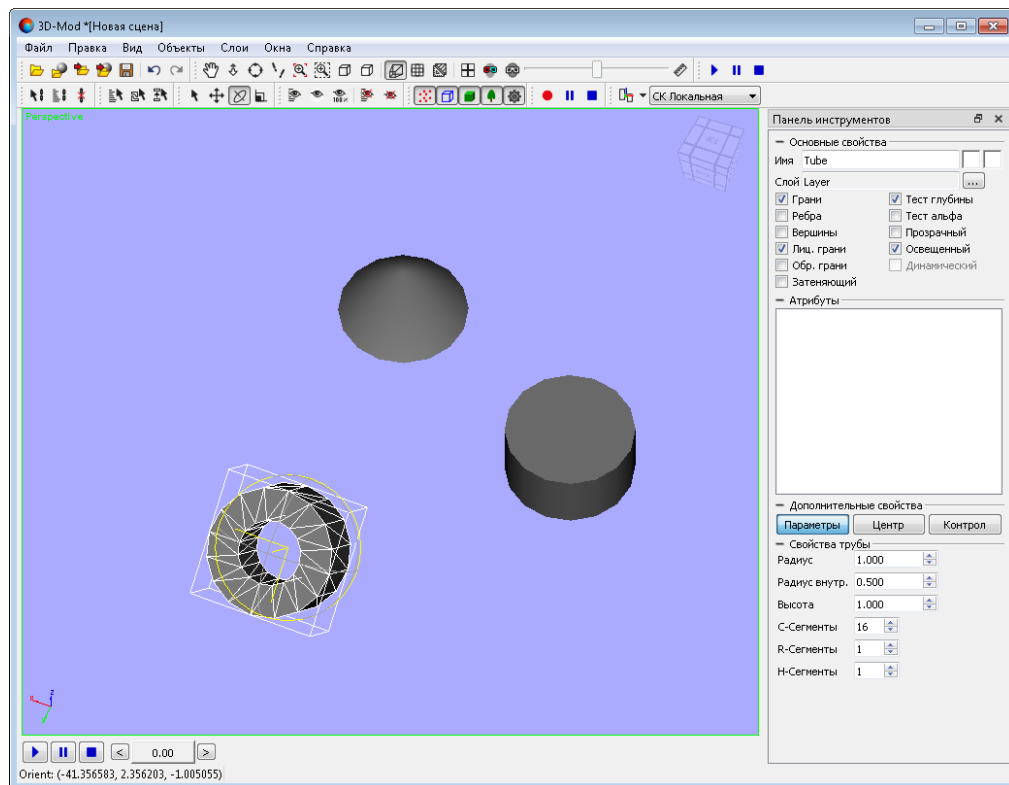 3D-Mod *[Новая сцена]
Файл Правка Вид Объекты Слои Окна Справка
100%
СК Локальная
Perspective
Панель инструментов
Основные свойства
Имя Tube
Слой Layer ...
Грани Тест глубины
Ребра Тест альфа
Вершины Прозрачный
Лиц. грани Освещенный
Обр. грани Динамический
Затеняющий
Атрибуты
Дополнительные свойства
Параметры Центр Контрол
Свойства трубы
Радиус 1.000
Радиус внутр. 0.500
Высота 1.000
C-Сегменты 16
R-Сегменты 1
H-Сегменты 1
x z y
< 0.00 >
Orient: (-41.356583, 2.356203, -1.005055)